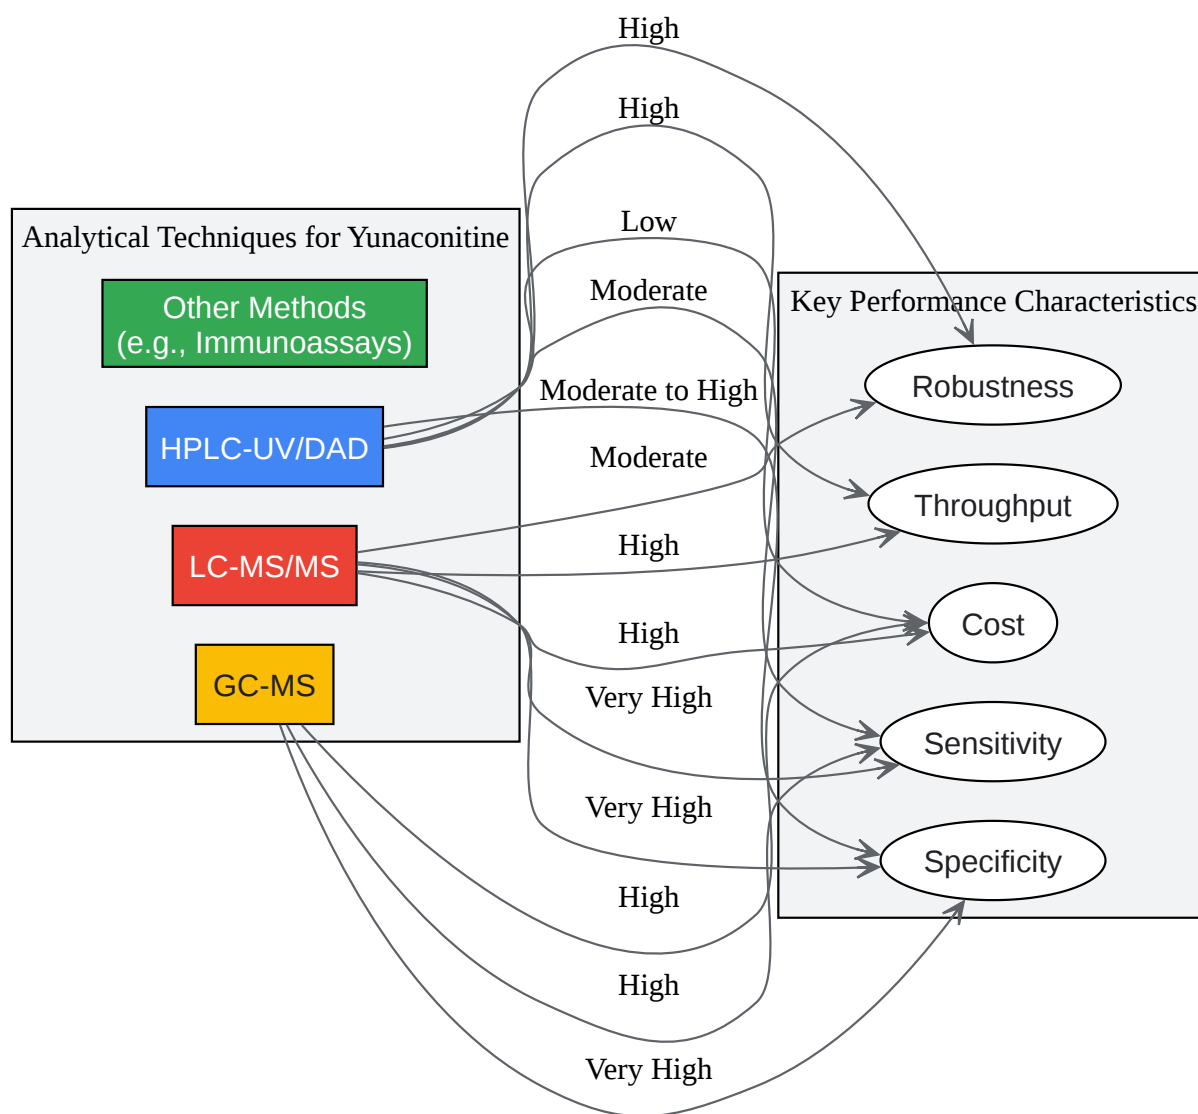 High
High
Low
Analytical Techniques for Yunaconitine
Moderate
Key Performance Characteristics
Other Methods
(e.g., Immunoassays)
Moderate to High
Robustness
HPLC-UV/DAD
Moderate
Throughput
High
LC-MS/MS
Cost
High
GC-MS
Very High
Sensitivity
Very High
Specificity
High
High
Very High